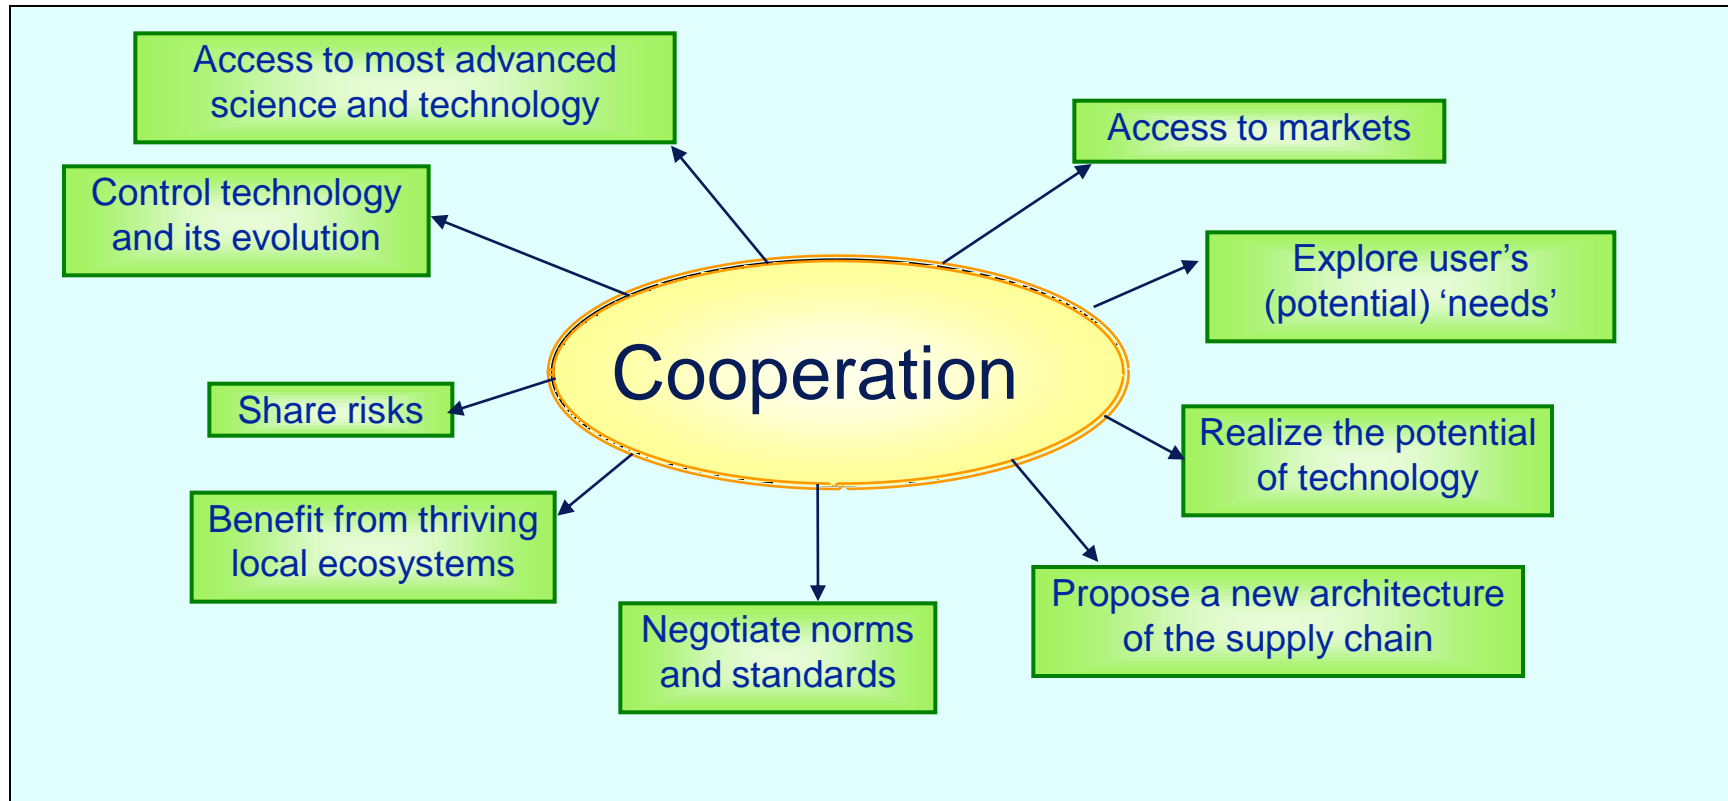 Access to most advanced
science and technology
Access to markets
Control technology
and its evolution
Explore user’s
(potential) ‘needs’
Cooperation
Share risks
Realize the potential
of technology
Benefit from thriving
local ecosystems
Propose a new architecture
of the supply chain
Negotiate norms
and standards